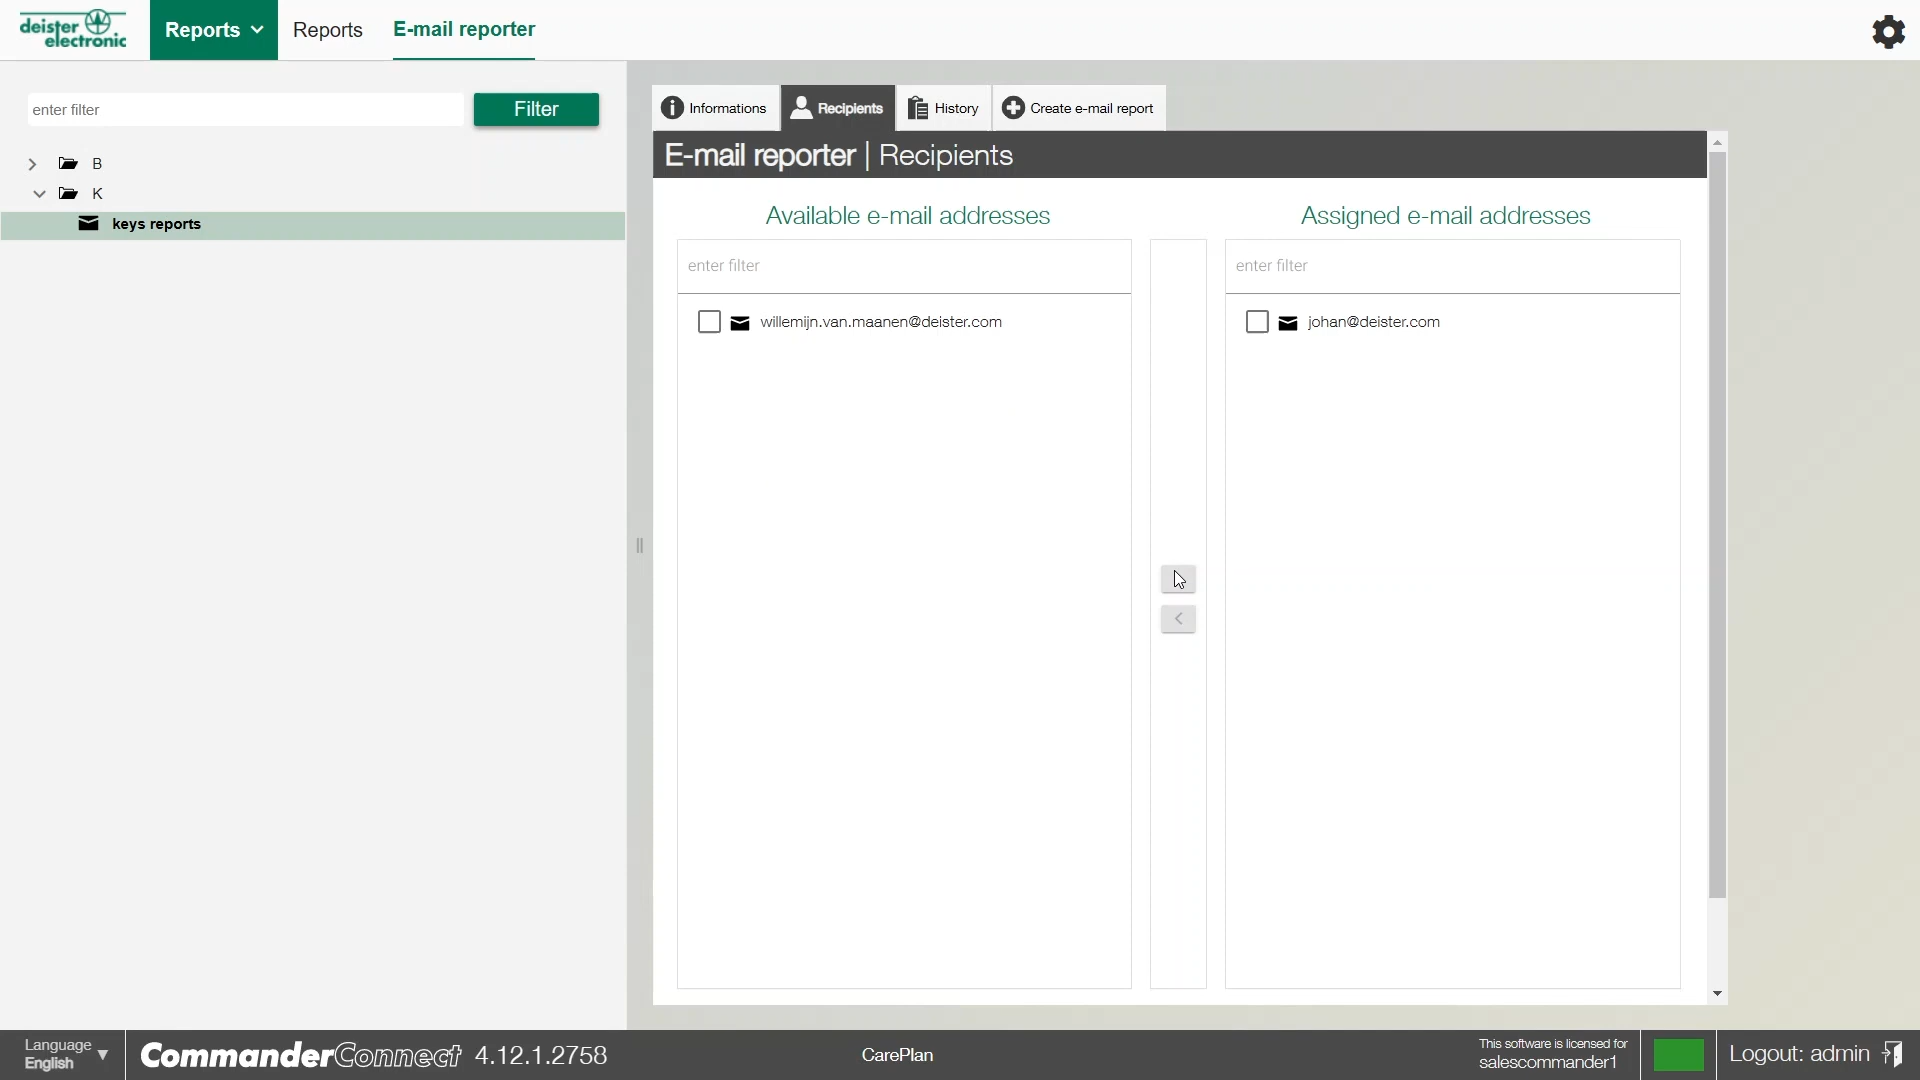 deister
electronic
Reports
Reports
E-mail reporter
enter filter
Filter
B
K
keys reports
Informations
Recipients
History
Create e-mail report
E-mail reporter | Recipients
Available e-mail addresses
Assigned e-mail addresses
enter filter
enter filter
willemijn.van.maanen@deister.com
johan@deister.com
Language
English
CommanderConnect 4.12.1.2758
CarePlan
This software is licensed for
salescommander1
Logout: admin